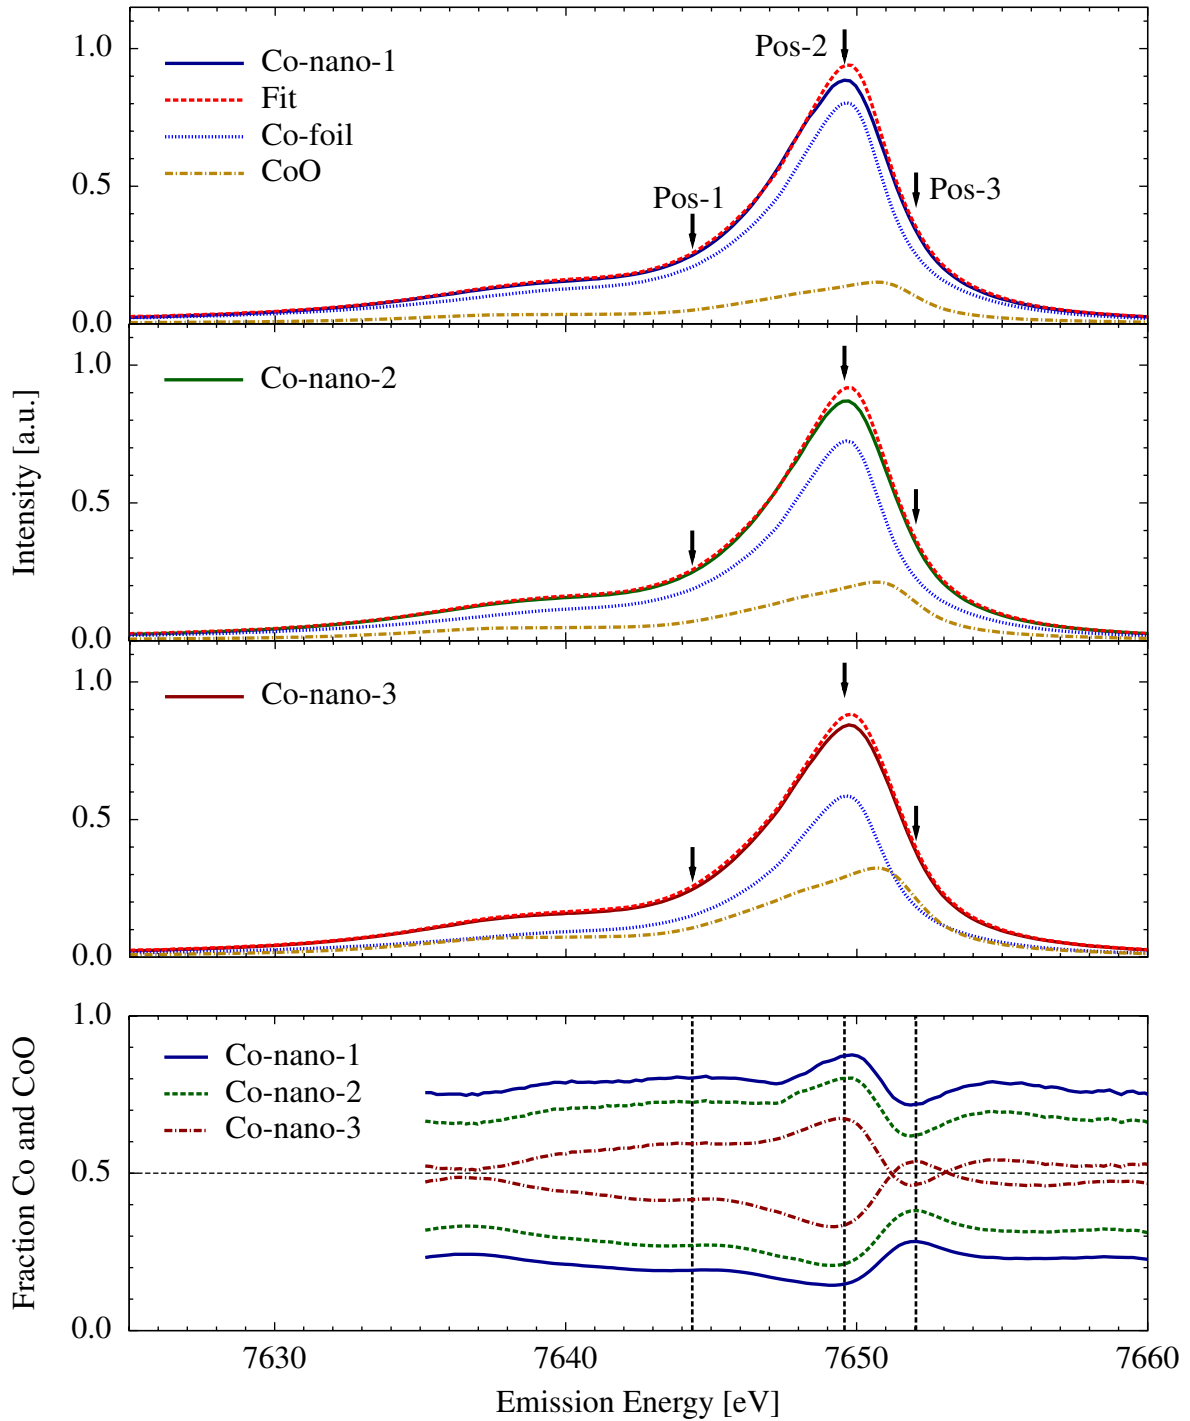 1.0
Co-nano-1
Fit
Co-foil
CoO
Pos-2
Pos-1
Pos-3
0.5
0.0
1.0
Co-nano-2
0.5
0.0
Intensity [a.u.]
1.0
Co-nano-3
0.5
0.0
1.0
Co-nano-1
Co-nano-2
Co-nano-3
0.5
0.0
Fraction Co and CoO
7630 7640 7650 7660
Emission Energy [eV]